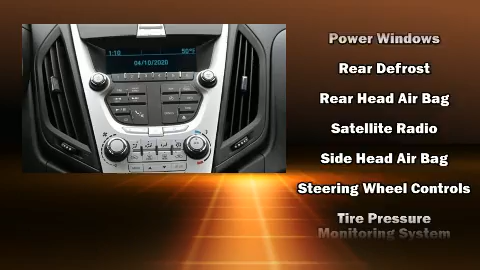 1:10
04/10/2020
Power Windows
Rear Defrost
Rear Head Air Bag
Satellite Radio
Side Head Air Bag
Steering Wheel Controls
Tire Pressure
Monitoring System